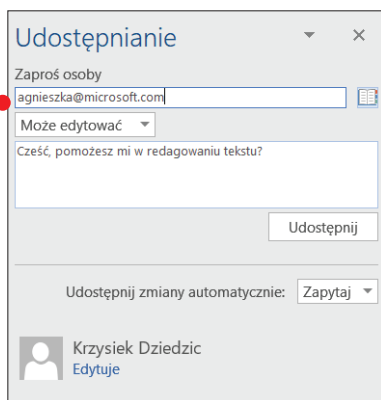 Udostępnianie
Zaproś osoby
agnieszka@microsoft.com
Może edytować
Cześć, pomożesz mi w redagowaniu tekstu?
Udostępnij
Udostępnij zmiany automatycznie: Zapytaj
Krzysiek Dziedzic
Edytuje